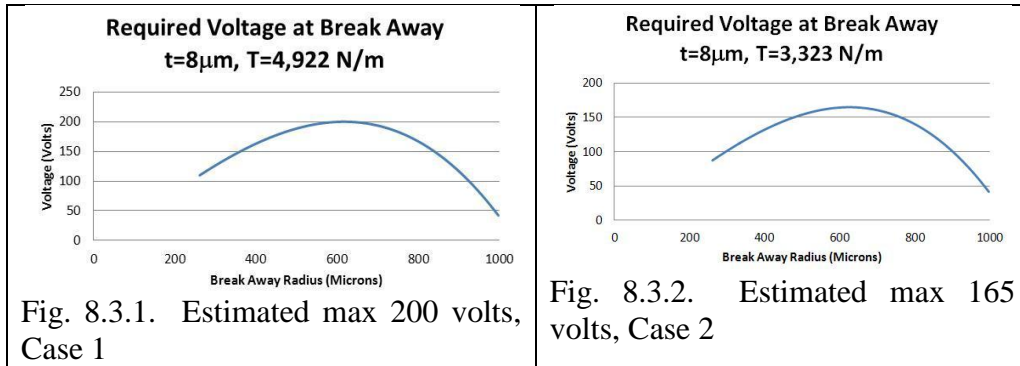 Required Voltage at Break Away
t=8μm, T=4,922 N/m
250
200
150
100
50
0
Voltage (Volts)
0 200 400 600 800 1000
Break Away Radius (Microns)
Fig. 8.3.1. Estimated max 200 volts,
Case 1
Required Voltage at Break Away
t=8μm, T=3,323 N/m
200
150
100
50
0
Voltage (Volts)
0 200 400 600 800 1000
Break Away Radius (Microns)
Fig. 8.3.2. Estimated max 165
volts, Case 2